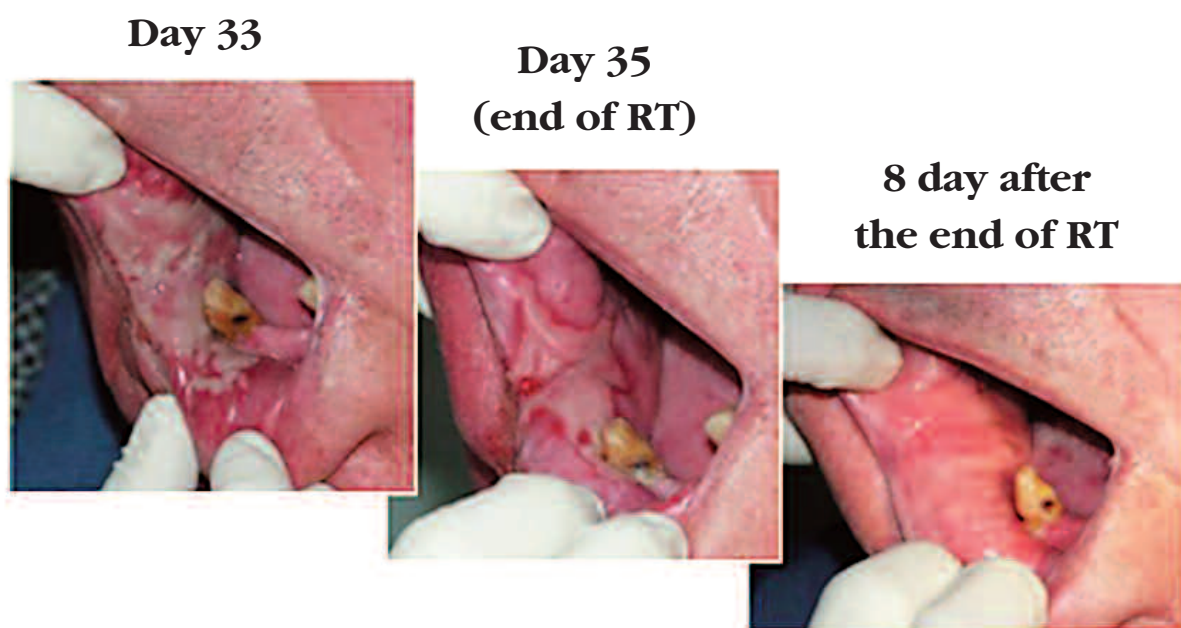 Day 33
Day 35
(end of RT)
8 day after
the end of RT